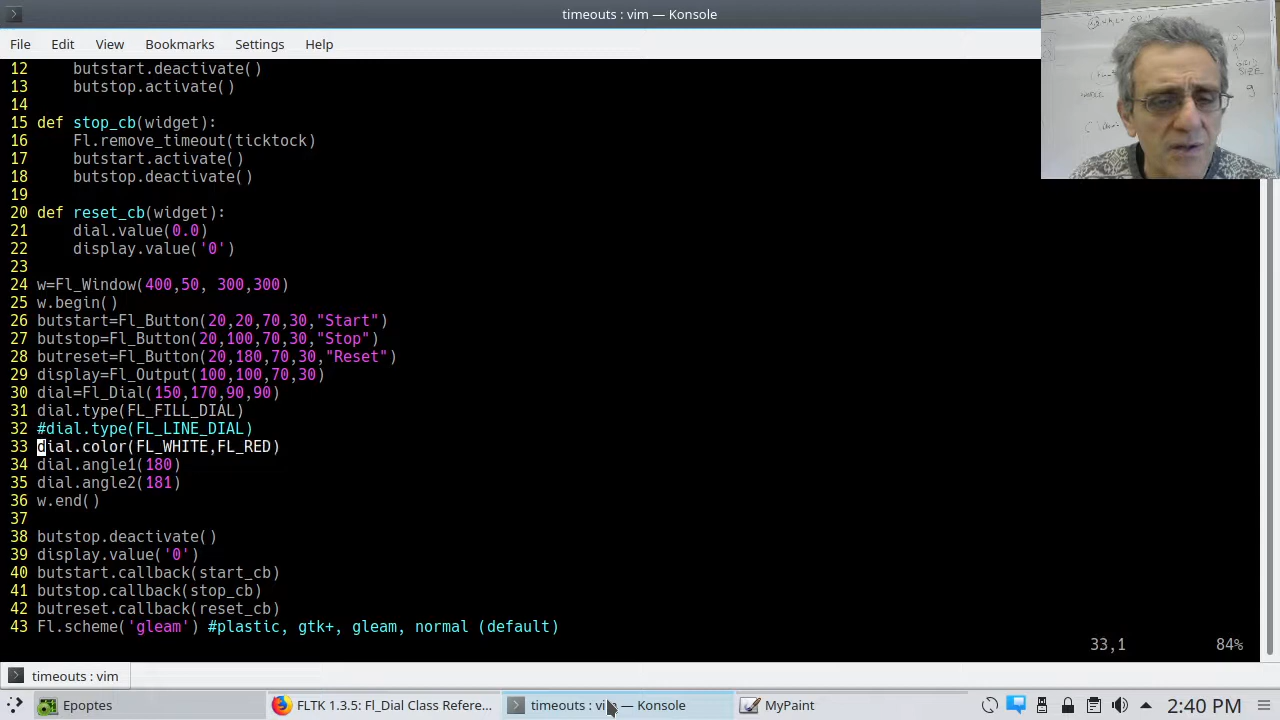 timeouts : vim — Konsole
File Edit View Bookmarks Settings Help
12 butstart.deactivate()
13 butstop.activate()
14
15 def stop_cb(widget):
16 Fl.remove_timeout(ticktock)
17 butstart.activate()
18 butstop.deactivate()
19
20 def reset_cb(widget):
21 dial.value(0.0)
22 display.value('0')
23
24 w=Fl_Window(400,50, 300,300)
25 w.begin()
26 butstart=Fl_Button(20,20,70,30,"Start")
27 butstop=Fl_Button(20,100,70,30,"Stop")
28 butreset=Fl_Button(20,180,70,30,"Reset")
29 display=Fl_Output(100,100,70,30)
30 dial=Fl_Dial(150,170,90,90)
31 dial.type(FL_FILL_DIAL)
32 #dial.type(FL_LINE_DIAL)
33 dial.color(FL_WHITE,FL_RED)
34 dial.angle1(180)
35 dial.angle2(181)
36 w.end()
37
38 butstop.deactivate()
39 display.value('0')
40 butstart.callback(start_cb)
41 butstop.callback(stop_cb)
42 butreset.callback(reset_cb)
43 Fl.scheme('gleam') #plastic, gtk+, gleam, normal (default)
33,1 84%
timeouts : vim
Epoptes FLTK 1.3.5: Fl_Dial Class Refere... timeouts : vim — Konsole MyPaint 2:40 PM
SIZE
g